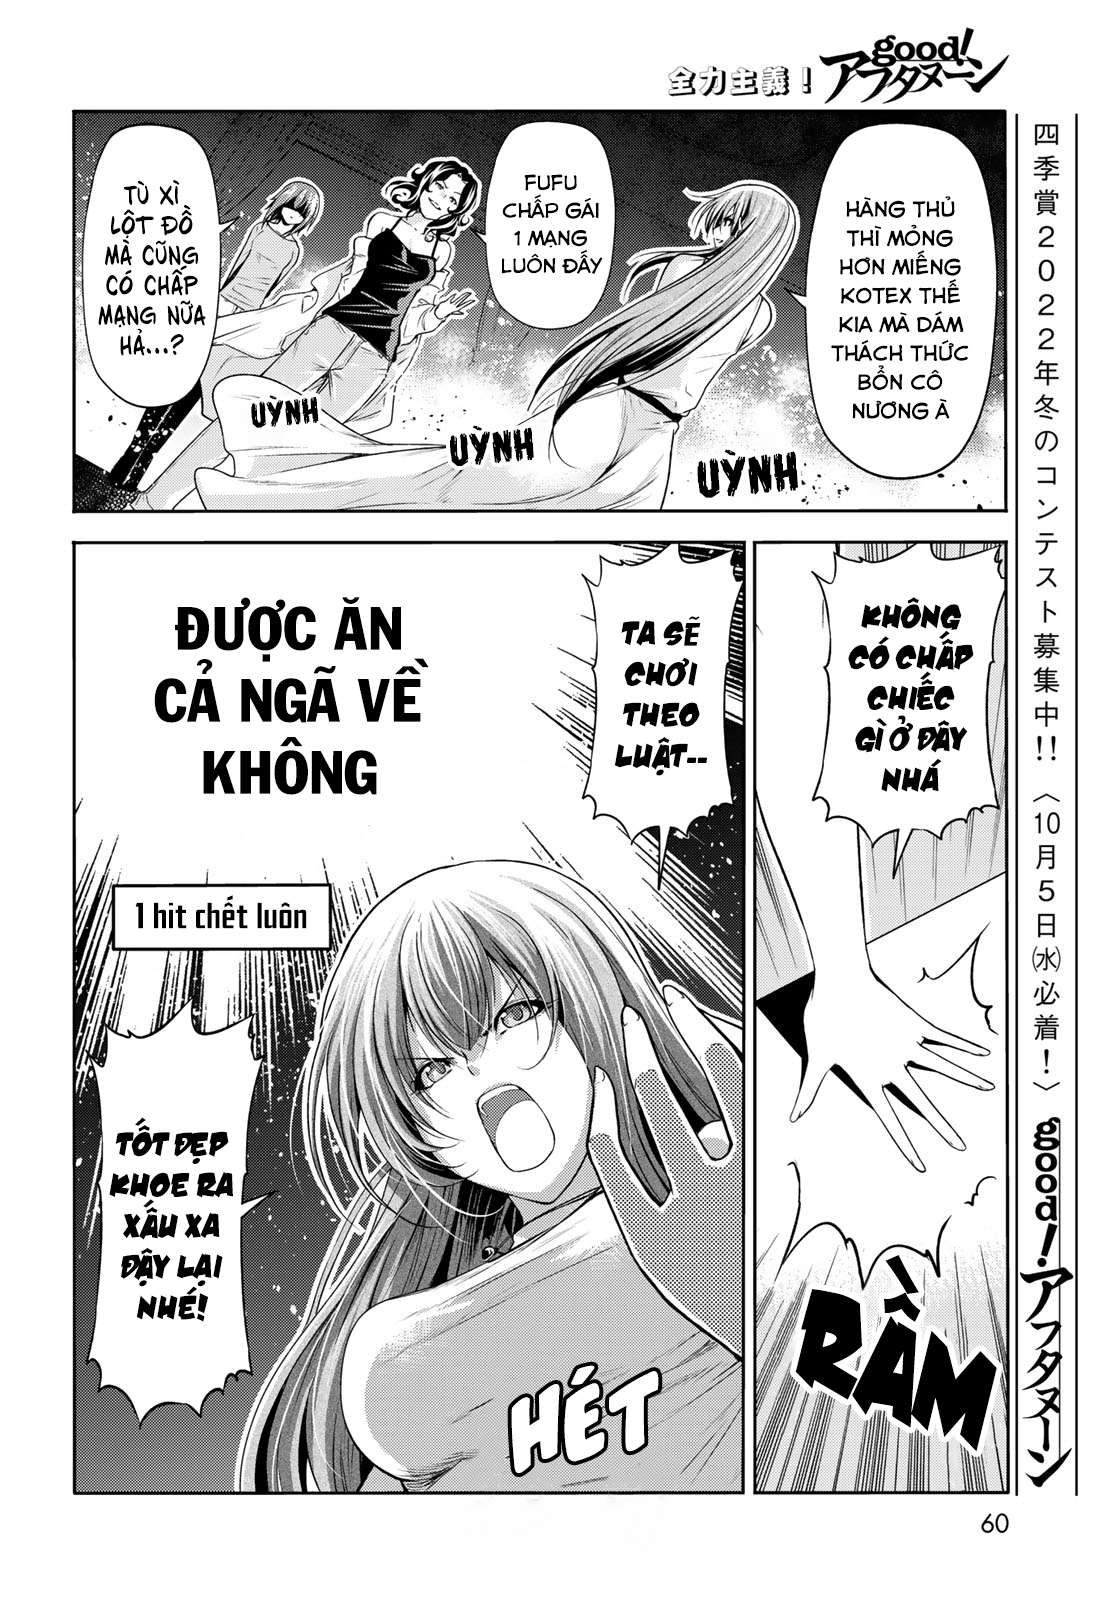 全力主義！
good!
アフタヌーン
HÀNG THỦ
THÌ MỎNG
HƠN MIẾNG
KOTEX THẾ
KIA MÀ DÁM
THÁCH THỨC
BỔN CÔ
NƯƠNG À
FUFU
CHẤP GÁI
1 MẠNG
LUÔN ĐẤY
TÙ XÌ
LỘT ĐỒ
MÀ CŨNG
CÓ CHẤP
MẠNG NỮA
HẢ...?
UỲNH
UỲNH
UỲNH
KHÔNG
CÓ CHẤP
CHIẾC
GÌ Ở ĐÂY
NHÁ
RẦM
TA SẼ
CHƠI
THEO
LUẬT--
ĐƯỢC ĂN
CẢ NGÃ VỀ
KHÔNG
1 hit chết luôn
TỐT ĐẸP
KHOE RA
XẤU XA
ĐẬY LẠI
NHÉ!
HÉT
四季賞2022年冬のコンテスト募集中!!〈10月5日㈬必着！〉
good!アフタヌーン
60